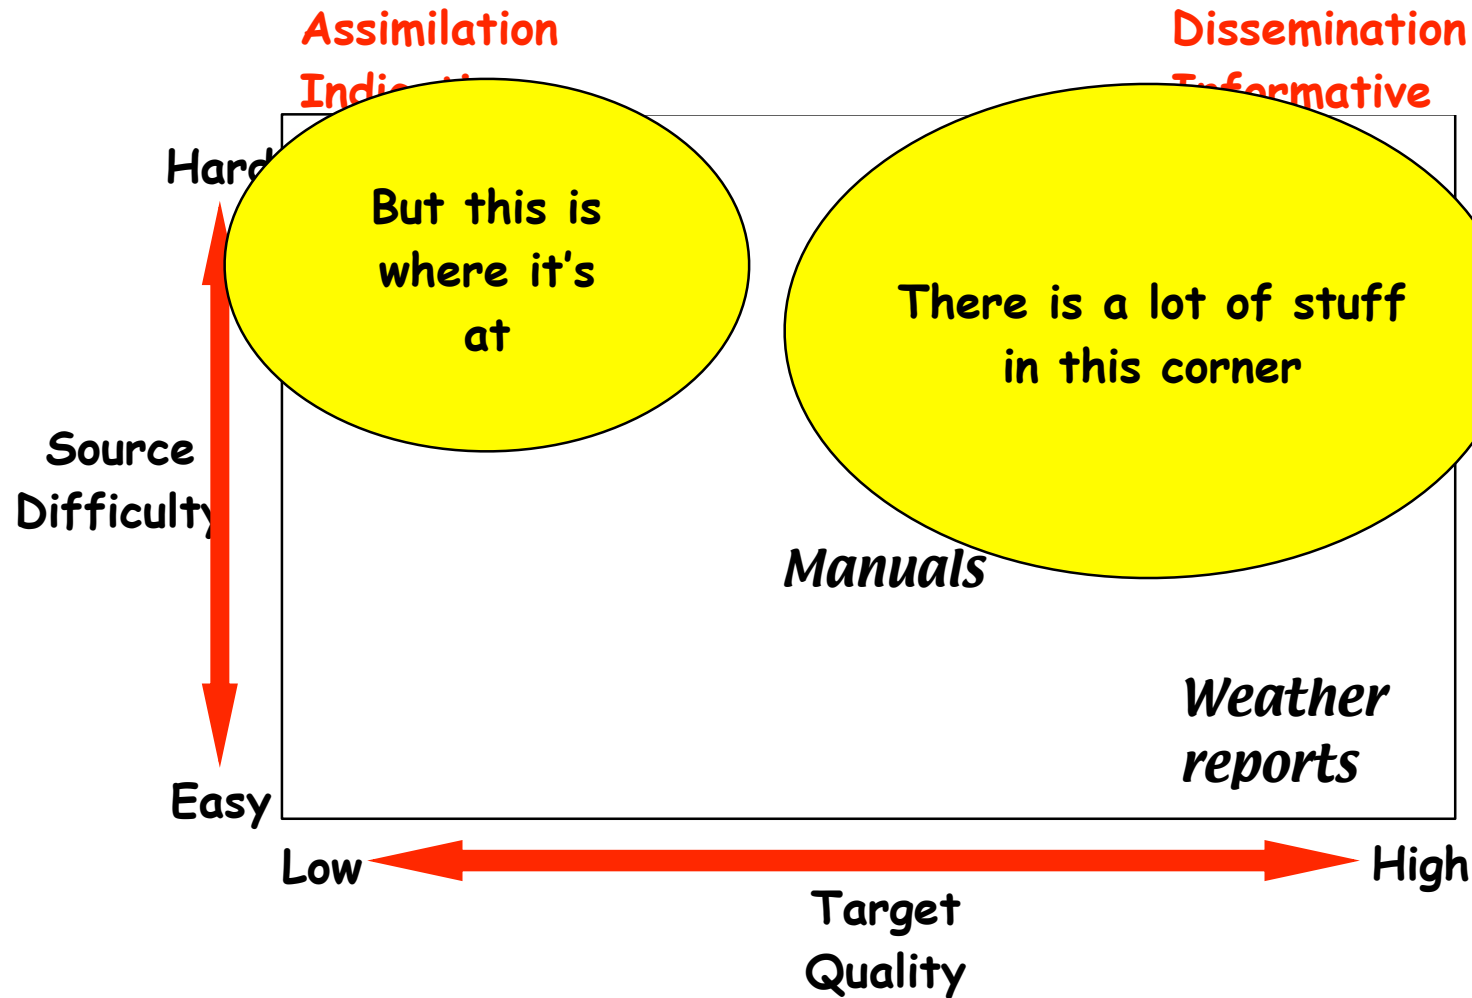 Assimilation
Dissemination
Informative
Hard
But this is
where it's
at
There is a lot of stuff
in this corner
Source
Difficulty
Manuals
Weather
reports
Easy
Low
High
Target
Quality